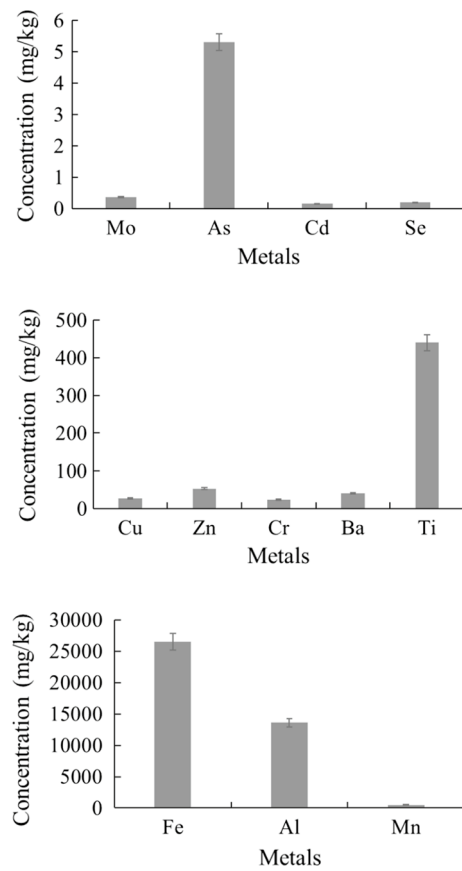 Concentration (mg/kg)
6
5
4
3
2
1
0
Mo As Cd Se
Metals
Concentration (mg/kg)
500
400
300
200
100
0
Cu Zn Cr Ba Ti
Metals
Concentration (mg/kg)
30000
25000
20000
15000
10000
5000
0
Fe Al Mn
Metals